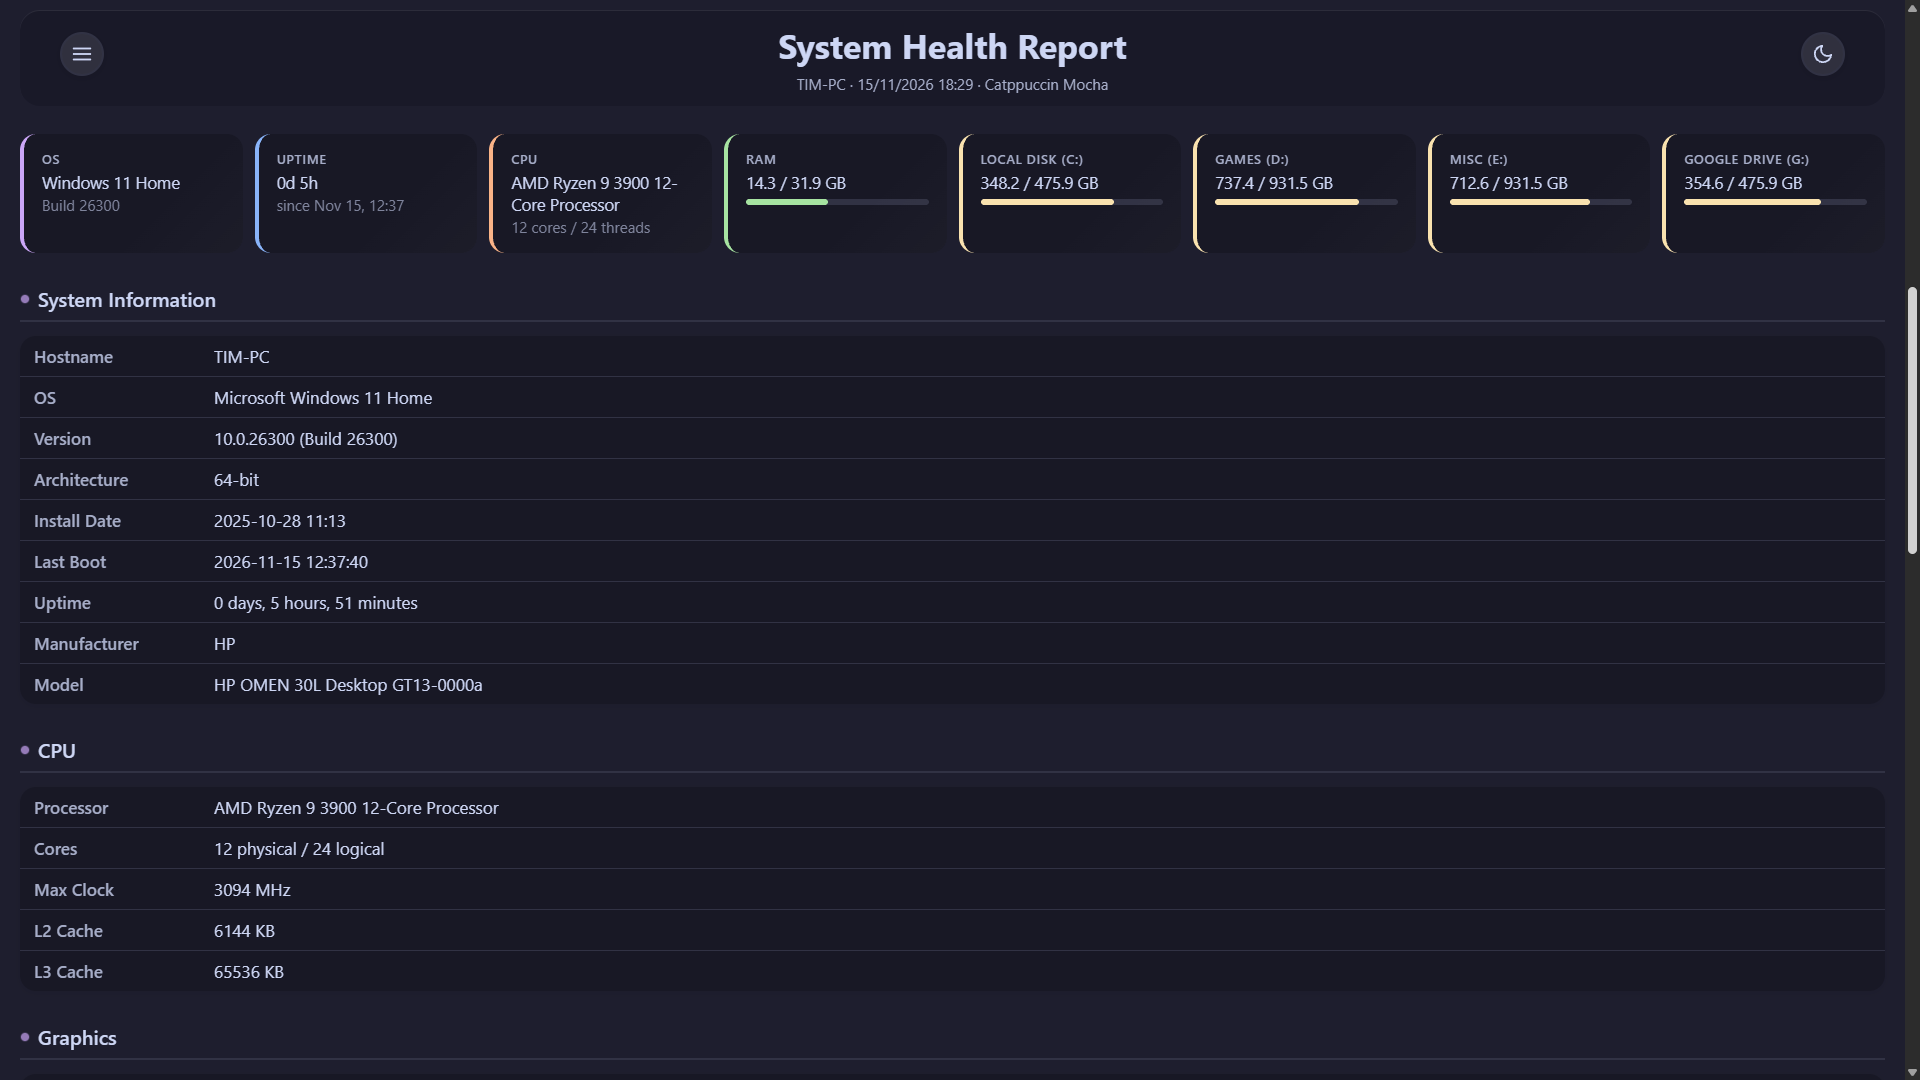 System Health Report
TIM-PC · 15/11/2026 18:29 · Catppuccin Mocha
OS
Windows 11 Home
Build 26300
UPTIME
0d 5h
since Nov 15, 12:37
CPU
AMD Ryzen 9 3900 12-
Core Processor
12 cores / 24 threads
RAM
14.3 / 31.9 GB
LOCAL DISK (C:)
348.2 / 475.9 GB
GAMES (D:)
737.4 / 931.5 GB
MISC (E:)
712.6 / 931.5 GB
GOOGLE DRIVE (G:)
354.6 / 475.9 GB
System Information
Hostname TIM-PC
OS Microsoft Windows 11 Home
Version 10.0.26300 (Build 26300)
Architecture 64-bit
Install Date 2025-10-28 11:13
Last Boot 2026-11-15 12:37:40
Uptime 0 days, 5 hours, 51 minutes
Manufacturer HP
Model HP OMEN 30L Desktop GT13-0000a
CPU
Processor AMD Ryzen 9 3900 12-Core Processor
Cores 12 physical / 24 logical
Max Clock 3094 MHz
L2 Cache 6144 KB
L3 Cache 65536 KB
Graphics